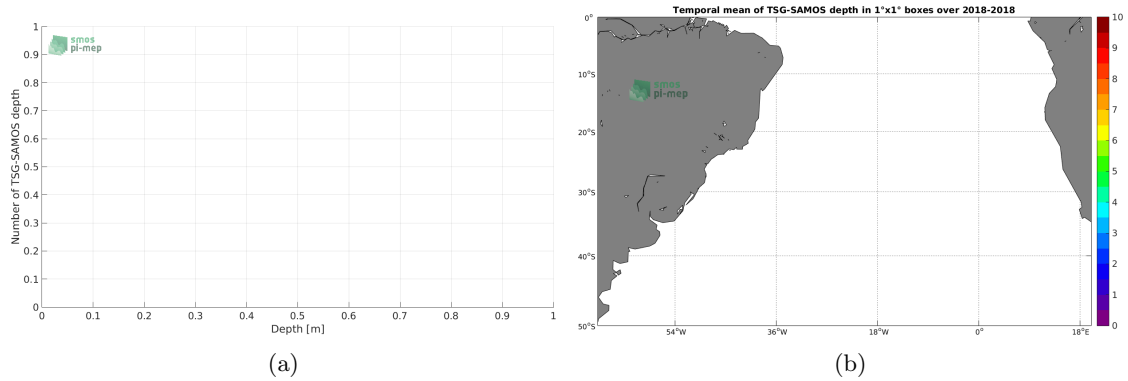 Number of TSG-SAMOS depth
1
0.9
0.8
0.7
0.6
0.5
0.4
0.3
0.2
0.1
0
smos
pi-mep
0 0.1 0.2 0.3 0.4 0.5 0.6 0.7 0.8 0.9 1
Depth [m]
(a)
Temporal mean of TSG-SAMOS depth in 1°x1° boxes over 2018-2018
0°
10°S
20°S
30°S
40°S
50°S
smos
pi-mep
54°W 36°W 18°W 0° 18°E
10
9
8
7
6
5
4
3
2
1
0
(b)